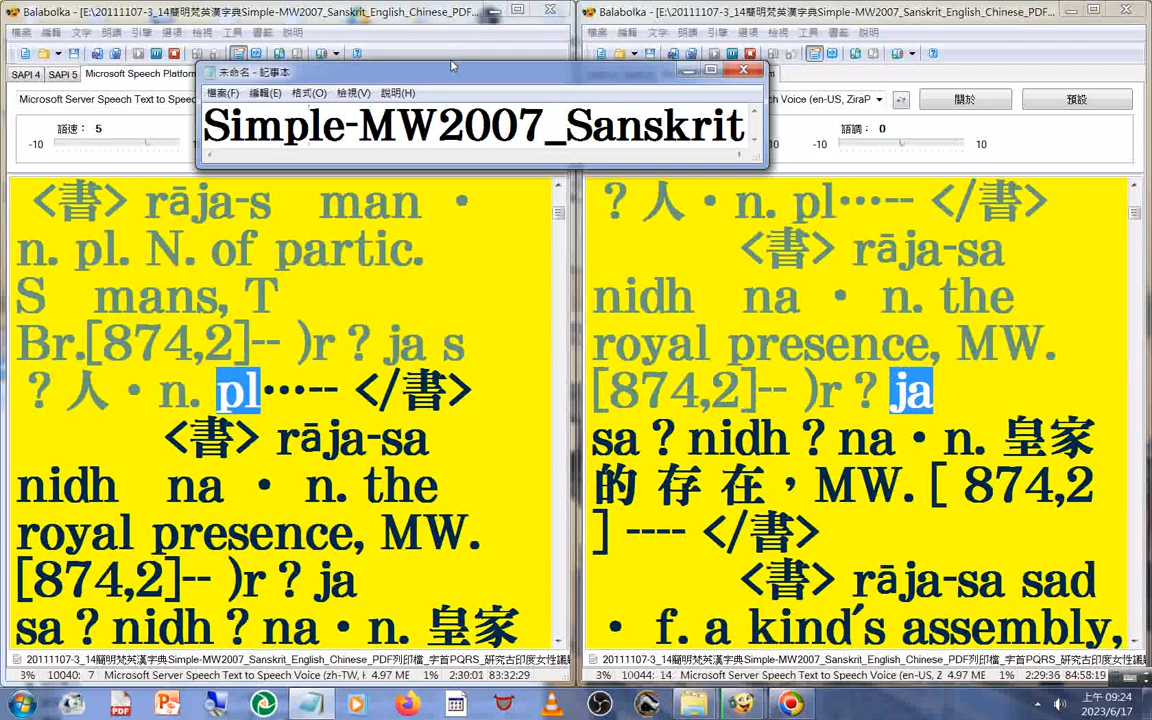 Balabolka - [E:\20111107-3_14簡明梵英漢字典Simple-MW2007_Sanskrit_English_Chinese_PDF...
Balabolka - [E:\20111107-3_14簡明梵英漢字典Simple-MW2007_Sanskrit_English_Chinese_PDF...
檔案 編輯 文字 朗讀 引擎 選項 檢視 工具 書籤 說明
檔案 編輯 文字 朗讀 引擎 選項 檢視 工具 書籤 說明
SAPI 4 SAPI 5 Microsoft Speech Platform
未命名 - 記事本
檔案(F) 編輯(E) 格式(O) 檢視(V) 說明(H)
Simple-MW2007_Sanskrit
Microsoft Server Speech Text to Spee
Voice (en-US, ZiraP
關於
預設
語速: 5
-10
語調: 0
-10 10
<書> rāja-s man •
n. pl. N. of partic.
S mans, T
Br.[874,2]-- )r ? ja s
? 人 • n. pl…-- </書>
<書> rāja-sa
nidh na • n. the
royal presence, MW.
[874,2]-- )r ? ja
sa ? nidh ? na • n. 皇家
? 人 • n. pl…-- </書>
<書> rāja-sa
nidh na • n. the
royal presence, MW.
[874,2]-- )r ? ja
sa ? nidh ? na • n. 皇家
的 存 在，MW. [ 874,2
] ---- </書>
<書> rāja-sa sad
• f. a kind's assembly,
20111107-3_14簡明梵英漢字典Simple-MW2007_Sanskrit_English_Chinese_PDF列印檔_字首PQRS_研究古印度女性議
20111107-3_14簡明梵英漢字典Simple-MW2007_Sanskrit_English_Chinese_PDF列印檔_字首PQRS_研究古印度女性議
3% 10040: 7 Microsoft Server Speech Text to Speech Voice (zh-TW, H 4.97 ME 1% 2:30:01 83:32:29
3% 10044: 14 Microsoft Server Speech Text to Speech Voice (en-US, Z 4.97 ME 1% 2:29:36 84:58:19
上午 09:24
2023/6/17